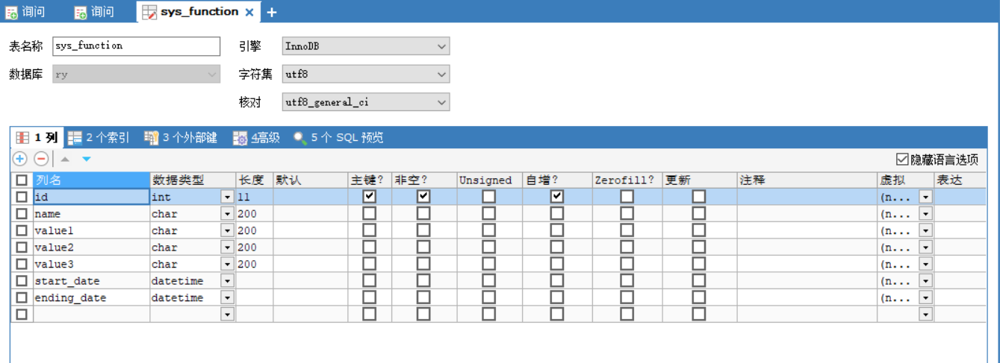 询问 询问 sys_function
表名称 sys_function 引擎 InnoDB
数据库 ry 字符集 utf8
核对 utf8_general_ci
1 列 2 个索引 3 个外部键 4高级 5 个 SQL 预览
隐藏语言选项
列名 数据类型 长度 默认 主键? 非空? Unsigned 自增? Zerofill? 更新 注释 虚拟 表达
id int 11 (n...
name char 200 (n...
value1 char 200 (n...
value2 char 200 (n...
value3 char 200 (n...
start_date datetime (n...
ending_date datetime (n...